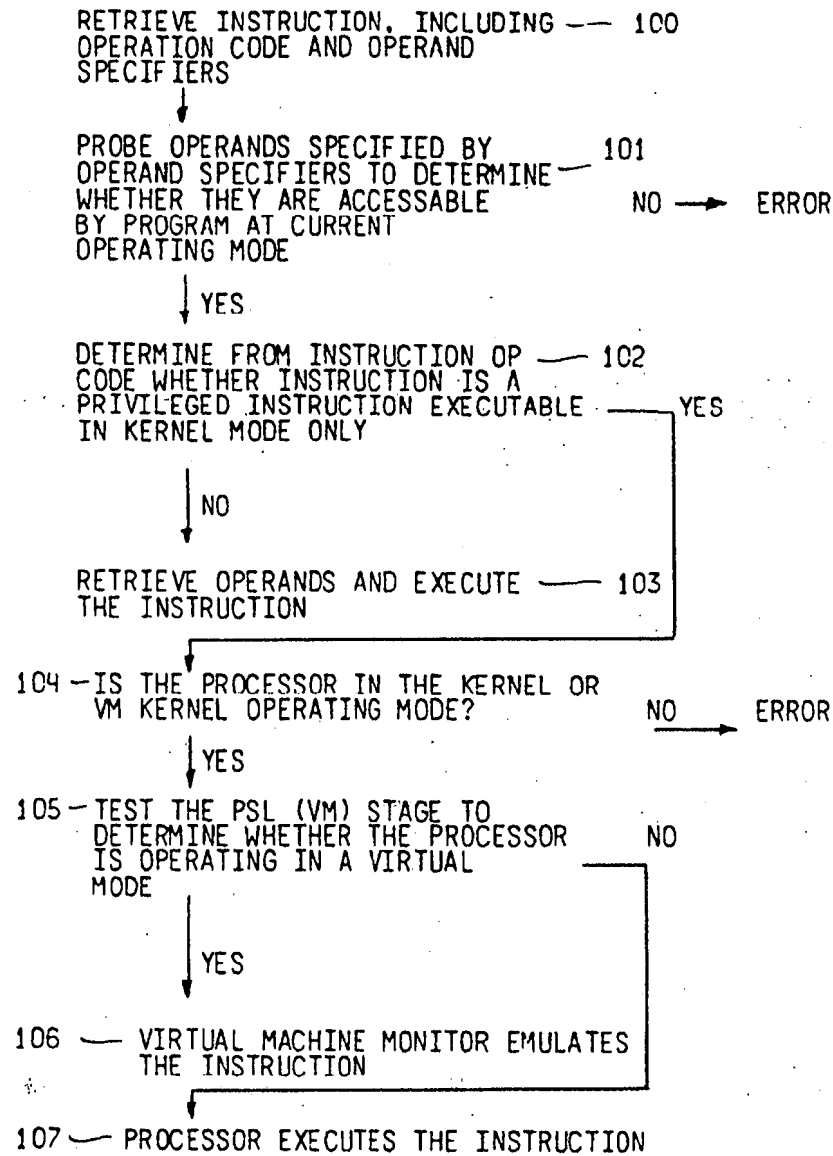 RETRIEVE INSTRUCTION, INCLUDING 100
OPERATION CODE AND OPERAND
SPECIFIERS
PROBE OPERANDS SPECIFIED BY 101
OPERAND SPECIFIERS TO DETERMINE
WHETHER THEY ARE ACCESSABLE NO ERROR
BY PROGRAM AT CURRENT
OPERATING MODE
YES
DETERMINE FROM INSTRUCTION OP 102
CODE WHETHER INSTRUCTION IS A
PRIVILEGED INSTRUCTION EXECUTABLE YES
IN KERNEL MODE ONLY
NO
RETRIEVE OPERANDS AND EXECUTE 103
THE INSTRUCTION
104 IS THE PROCESSOR IN THE KERNEL OR
VM KERNEL OPERATING MODE? NO ERROR
YES
105 TEST THE PSL (VM) STAGE TO
DETERMINE WHETHER THE PROCESSOR NO
IS OPERATING IN A VIRTUAL
MODE
YES
106 VIRTUAL MACHINE MONITOR EMULATES
THE INSTRUCTION
107 PROCESSOR EXECUTES THE INSTRUCTION